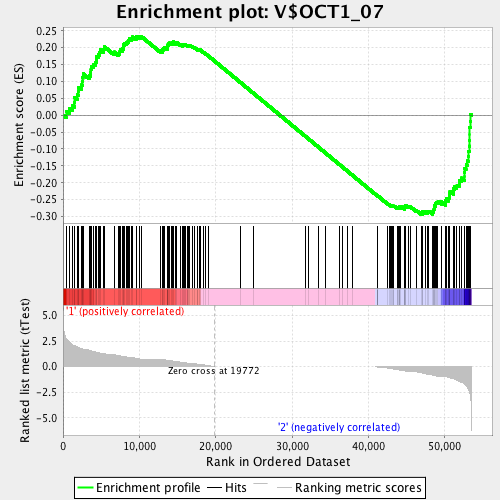 Enrichment plot: V$OCT1_07
Enrichment score (ES)
0.25
0.20
0.15
0.10
0.05
0.00
-0.05
-0.10
-0.15
-0.20
-0.25
-0.30
'1' (positively correlated)
Ranked list metric (tTest)
5.0
2.5
0.0
-2.5
-5.0
Zero cross at 19772
'2' (negatively correlated)
0
10,000
20,000
30,000
40,000
50,000
Rank in Ordered Dataset
Enrichment profile
Hits
Ranking metric scores